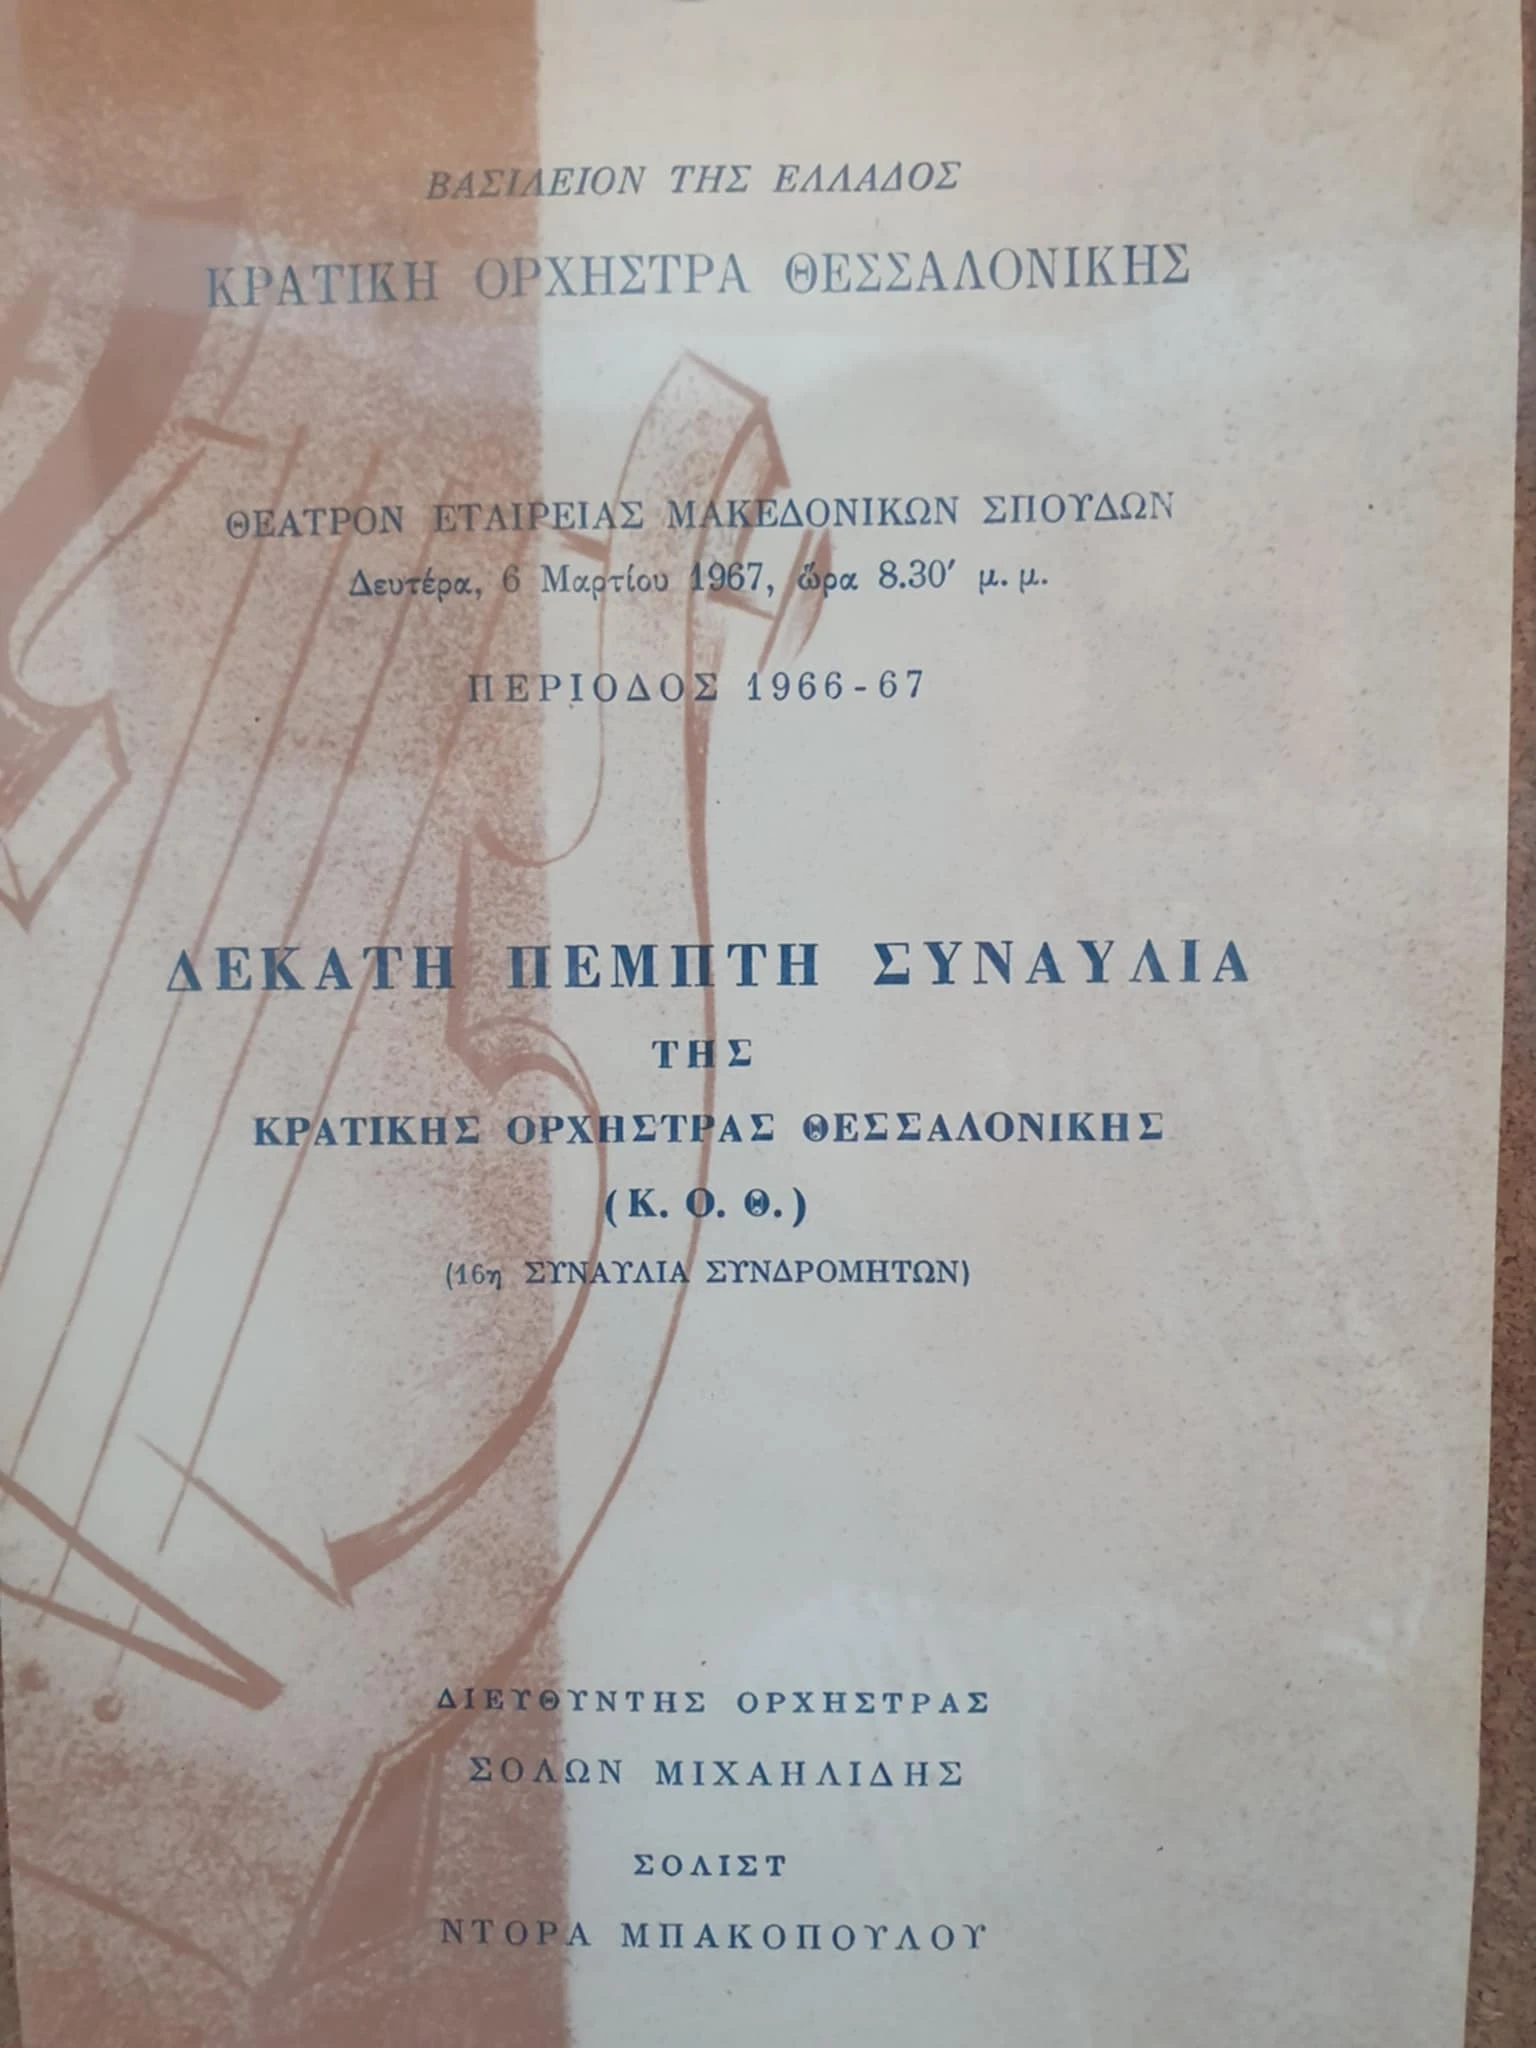 ΒΑΣΙΛΕΙΟΝ ΤΗΣ ΕΛΛΑΔΟΣ
ΚΡΑΤΙΚΗ ΟΡΧΗΣΤΡΑ ΘΕΣΣΑΛΟΝΙΚΗΣ
ΘΕΑΤΡΟΝ ΕΤΑΙΡΕΙΑΣ ΜΑΚΕΔΟΝΙΚΩΝ ΣΠΟΥΔΩΝ
Δευτέρα, 6 Μαρτίου 1967, ὥρα 8.30′ μ. μ.
ΠΕΡΙΟΔΟΣ 1966-67
ΔΕΚΑΤΗ ΠΕΜΠΤΗ ΣΥΝΑΥΛΙΑ
ΤΗΣ
ΚΡΑΤΙΚΗΣ ΟΡΧΗΣΤΡΑΣ ΘΕΣΣΑΛΟΝΙΚΗΣ
(Κ. Ο. Θ.)
(16η ΣΥΝΑΥΛΙΑ ΣΥΝΔΡΟΜΗΤΩΝ)
ΔΙΕΥΘΥΝΤΗΣ ΟΡΧΗΣΤΡΑΣ
ΣΟΛΩΝ ΜΙΧΑΗΛΙΔΗΣ
ΣΟΛΙΣΤ
ΝΤΟΡΑ ΜΠΑΚΟΠΟΥΛΟΥ